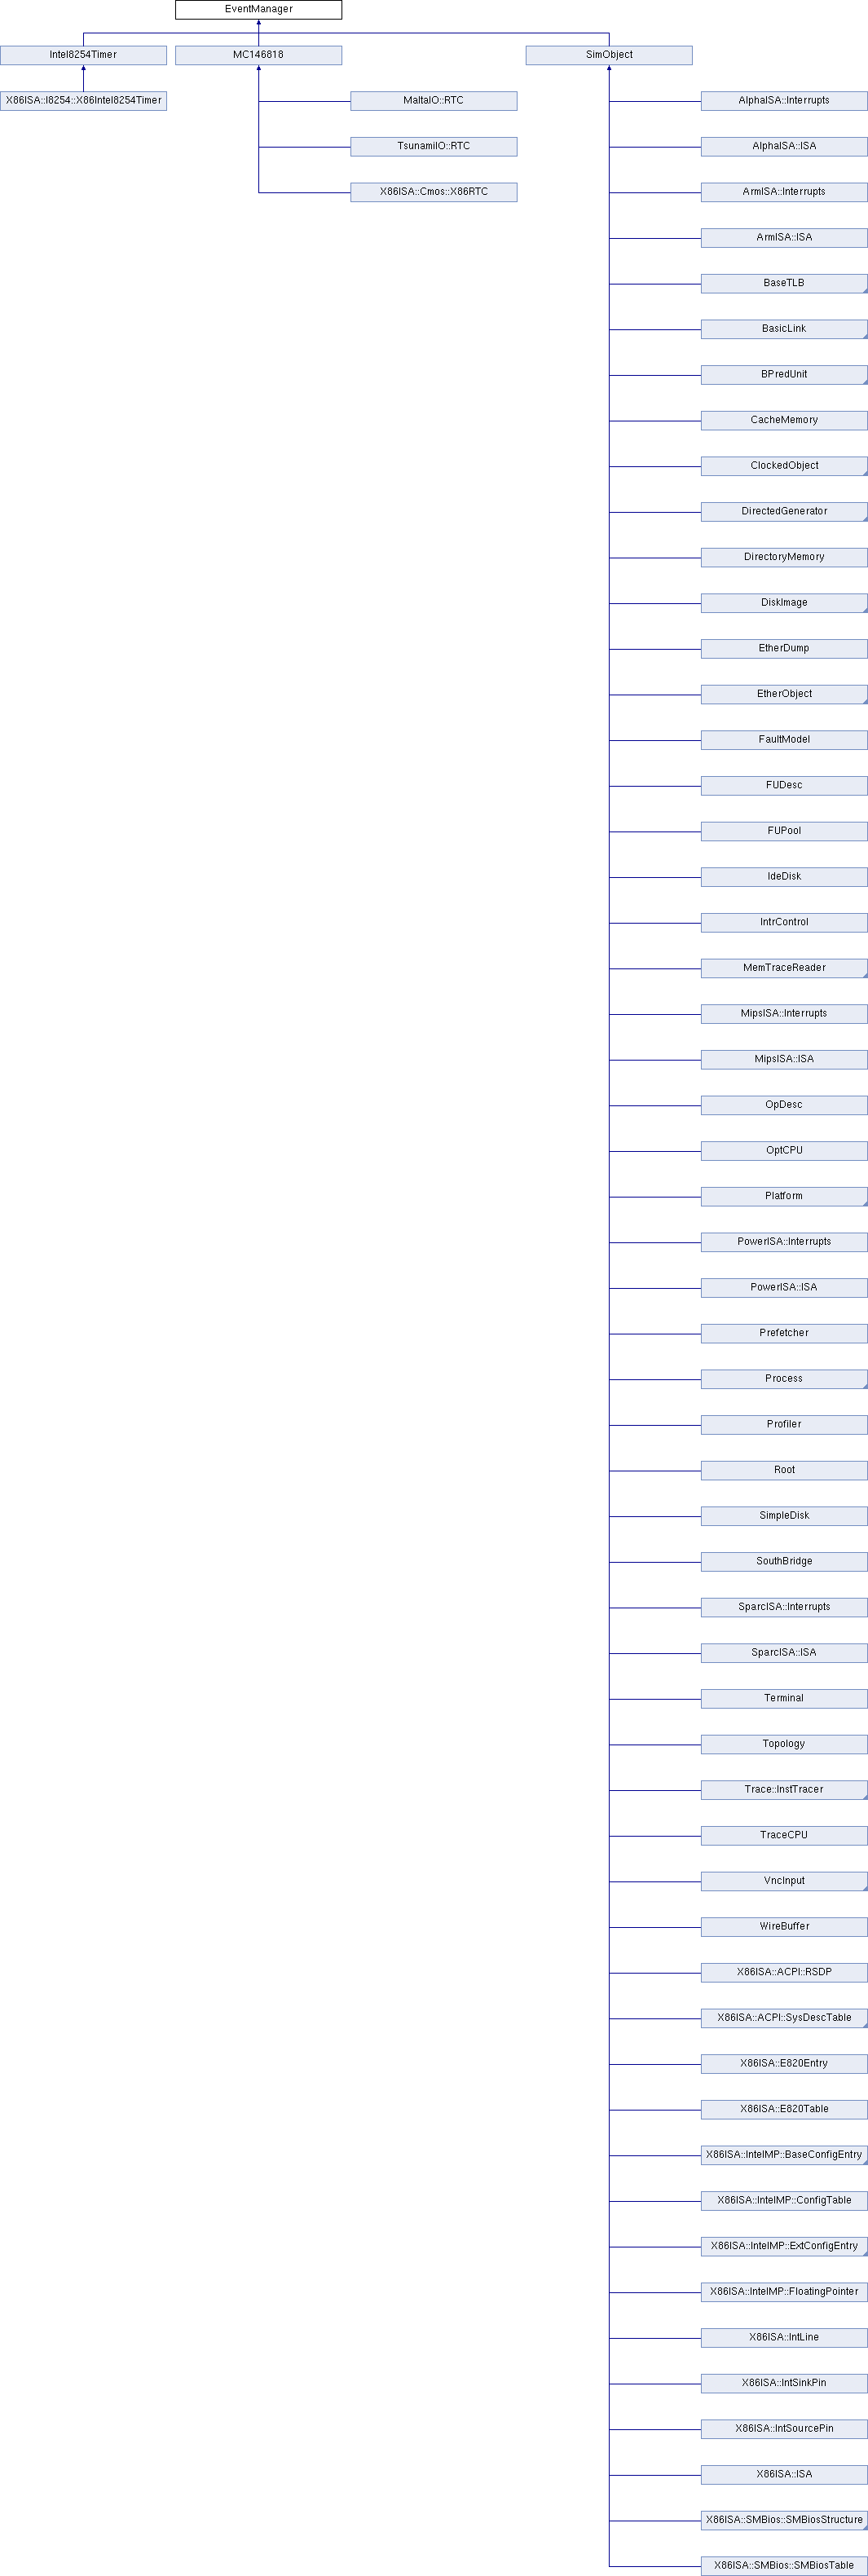 EventManager
Intel8254Timer
MC146818
SimObject
X86ISA::I8254::X86Intel8254Timer
MaltaIO::RTC
AlphaISA::Interrupts
TsunamiIO::RTC
AlphaISA::ISA
X86ISA::Cmos::X86RTC
ArmISA::Interrupts
ArmISA::ISA
BaseTLB
BasicLink
BPredUnit
CacheMemory
ClockedObject
DirectedGenerator
DirectoryMemory
DiskImage
EtherDump
EtherObject
FaultModel
FUDesc
FUPool
IdeDisk
IntrControl
MemTraceReader
MipsISA::Interrupts
MipsISA::ISA
OpDesc
OptCPU
Platform
PowerISA::Interrupts
PowerISA::ISA
Prefetcher
Process
Profiler
Root
SimpleDisk
SouthBridge
SparcISA::Interrupts
SparcISA::ISA
Terminal
Topology
Trace::InstTracer
TraceCPU
VncInput
WireBuffer
X86ISA::ACPI::RSDP
X86ISA::ACPI::SysDescTable
X86ISA::E820Entry
X86ISA::E820Table
X86ISA::IntelMP::BaseConfigEntry
X86ISA::IntelMP::ConfigTable
X86ISA::IntelMP::ExtConfigEntry
X86ISA::IntelMP::FloatingPointer
X86ISA::IntLine
X86ISA::IntSinkPin
X86ISA::IntSourcePin
X86ISA::ISA
X86ISA::SMBios::SMBiosStructure
X86ISA::SMBios::SMBiosTable